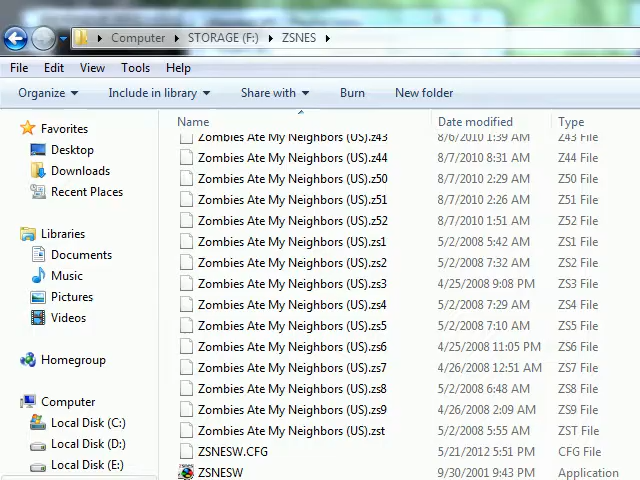 Computer STORAGE (F:) ZSNES
File Edit View Tools Help
Organize Include in library Share with Burn New folder
Favorites
Desktop
Downloads
Recent Places
Libraries
Documents
Music
Pictures
Videos
Homegroup
Computer
Local Disk (C:)
Local Disk (D:)
Local Disk (E:)
Name Date modified Type
Zombies Ate My Neighbors (US).z43 8/6/2010 1:39 AM Z43 File
Zombies Ate My Neighbors (US).z44 8/7/2010 8:31 AM Z44 File
Zombies Ate My Neighbors (US).z50 8/7/2010 2:29 AM Z50 File
Zombies Ate My Neighbors (US).z51 8/7/2010 2:26 AM Z51 File
Zombies Ate My Neighbors (US).z52 8/7/2010 1:51 AM Z52 File
Zombies Ate My Neighbors (US).zs1 5/2/2008 5:42 AM ZS1 File
Zombies Ate My Neighbors (US).zs2 5/2/2008 7:32 AM ZS2 File
Zombies Ate My Neighbors (US).zs3 4/25/2008 9:08 PM ZS3 File
Zombies Ate My Neighbors (US).zs4 5/2/2008 7:29 AM ZS4 File
Zombies Ate My Neighbors (US).zs5 5/2/2008 7:10 AM ZS5 File
Zombies Ate My Neighbors (US).zs6 4/25/2008 11:05 PM ZS6 File
Zombies Ate My Neighbors (US).zs7 4/26/2008 12:51 AM ZS7 File
Zombies Ate My Neighbors (US).zs8 5/2/2008 6:48 AM ZS8 File
Zombies Ate My Neighbors (US).zs9 4/26/2008 2:09 AM ZS9 File
Zombies Ate My Neighbors (US).zst 5/2/2008 5:55 AM ZST File
ZSNESW.CFG 5/21/2012 5:51 PM CFG File
ZSNESW 9/30/2001 9:43 PM Application